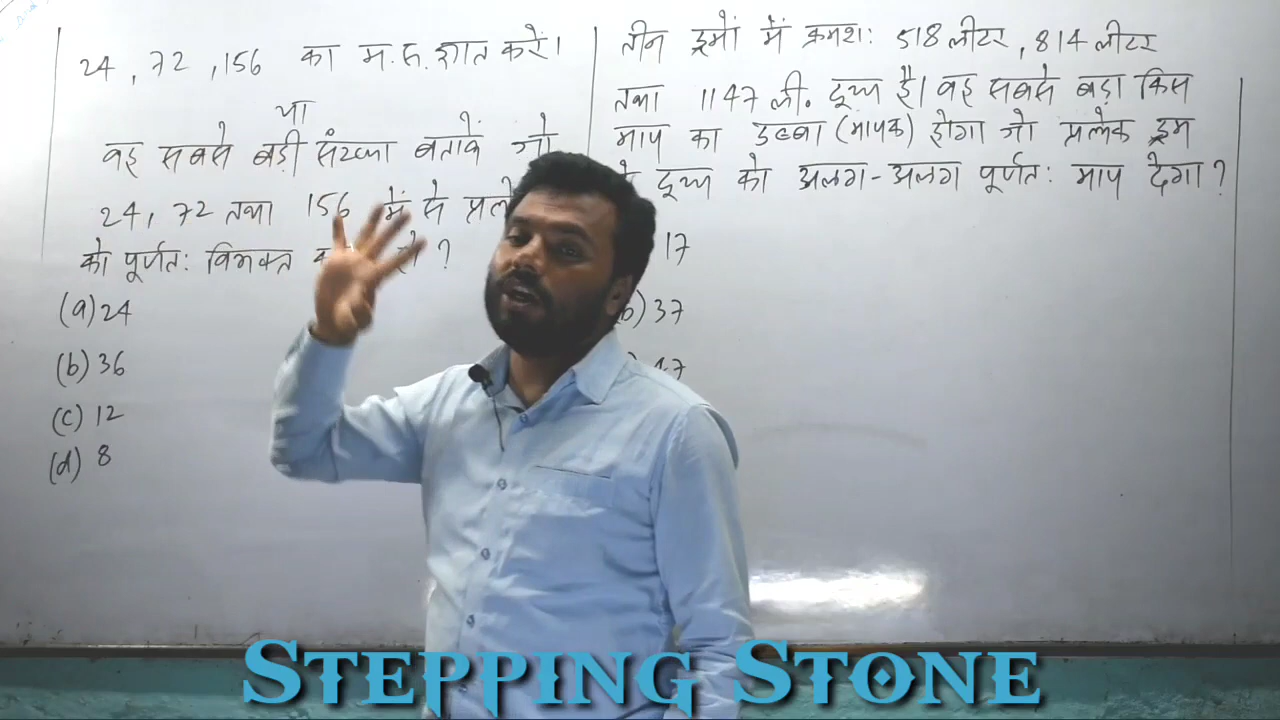 24, 72, 156 का म. स. ज्ञात करें।
या
वह सबसे बड़ी संख्या बतावें जो
24, 72 तथा 156 में से
को पूर्णत: विभक्त ?
(a) 24
(b) 36
(c) 12
(d) 8
तीन ड्रमों में क्रमश: 518 लीटर, 814 लीटर
तथा 1147 ली. दूध है। वह सबसे बड़ा किस
माप का डब्बा (मापक) होगा जो प्रत्येक ड्रम
के दूध को अलग-अलग पूर्णत: माप देगा?
17
(b) 37
47
STEPPING STONE